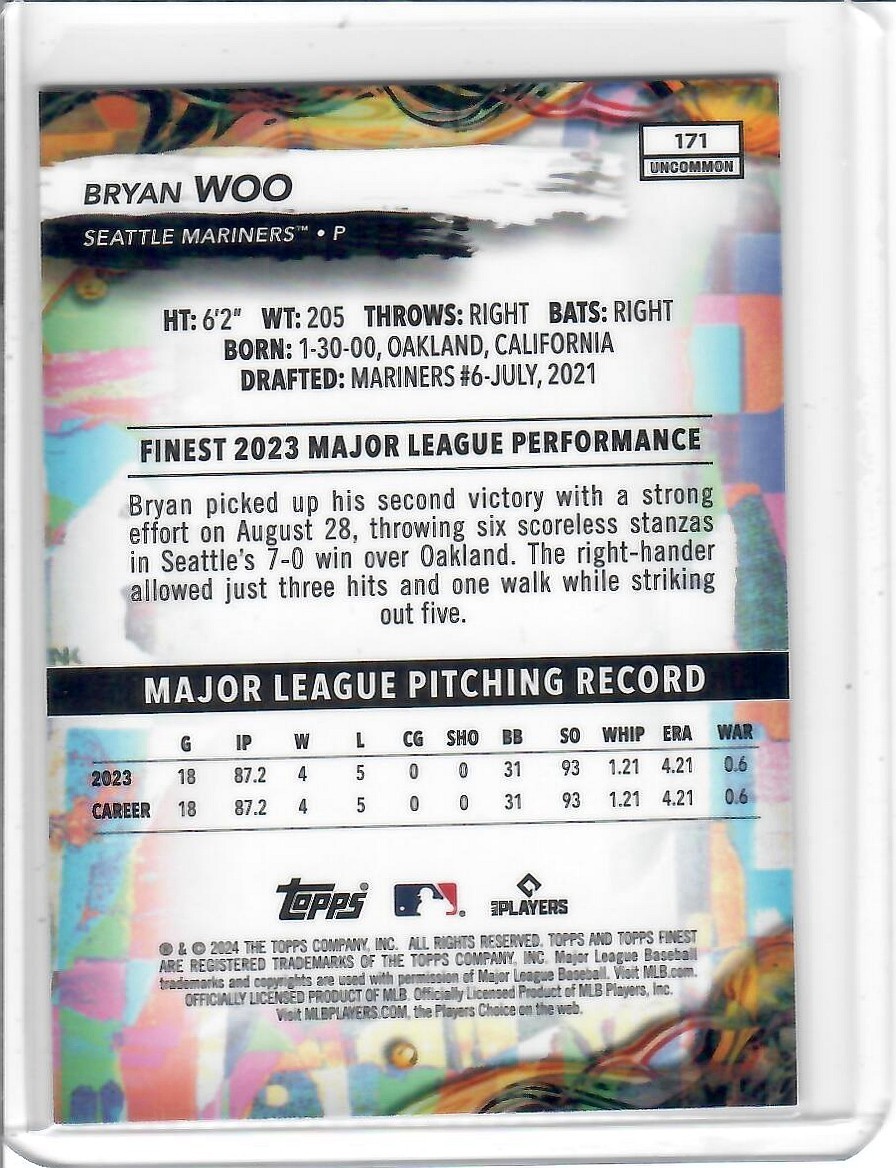 171
UNCOMMON
BRYAN WOO
SEATTLE MARINERS™ • P
HT: 6'2" WT: 205 THROWS: RIGHT BATS: RIGHT
BORN: 1-30-00, OAKLAND, CALIFORNIA
DRAFTED: MARINERS #6-JULY, 2021
FINEST 2023 MAJOR LEAGUE PERFORMANCE
Bryan picked up his second victory with a strong
effort on August 28, throwing six scoreless stanzas
in Seattle's 7-0 win over Oakland. The right-hander
allowed just three hits and one walk while striking
out five.
MAJOR LEAGUE PITCHING RECORD
G IP W L CG SHO BB SO WHIP ERA WAR
2023 18 87.2 4 5 0 0 31 93 1.21 4.21 0.6
CAREER 18 87.2 4 5 0 0 31 93 1.21 4.21 0.6
Topps MLB PLAYERS
® & © 2024 THE TOPPS COMPANY, INC. ALL RIGHTS RESERVED. TOPPS AND TOPPS FINEST
ARE REGISTERED TRADEMARKS OF THE TOPPS COMPANY, INC. Major League Baseball
trademarks and copyrights are used with permission of Major League Baseball. Visit MLB.com.
OFFICIALLY LICENSED PRODUCT OF MLB. Officially Licensed Product of MLB Players, Inc.
Visit MLBPLAYERS.COM, the Players Choice on the web.